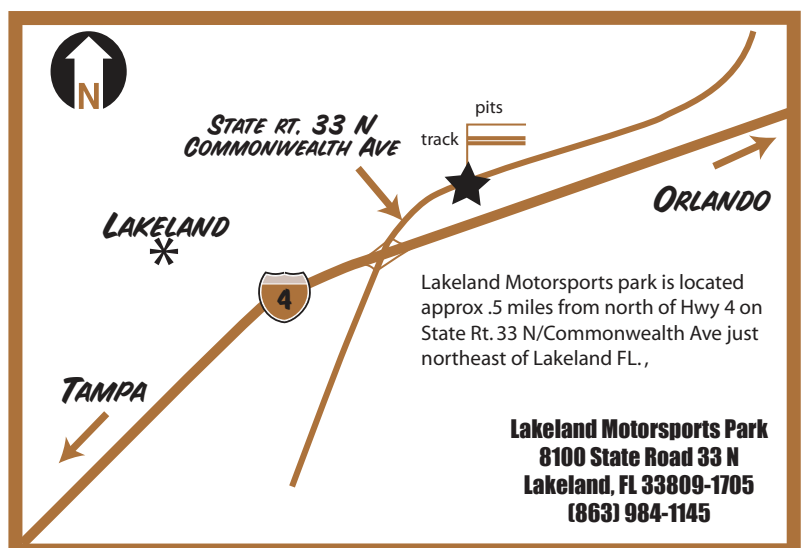 N
pits
track
STATE RT. 33 N
COMMONWEALTH AVE
ORLANDO
LAKELAND
*
4
Lakeland Motorsports park is located
approx .5 miles from north of Hwy 4 on
State Rt. 33 N/Commonwealth Ave just
northeast of Lakeland FL. ,
TAMPA
Lakeland Motorsports Park
8100 State Road 33 N
Lakeland, FL 33809-1705
(863) 984-1145